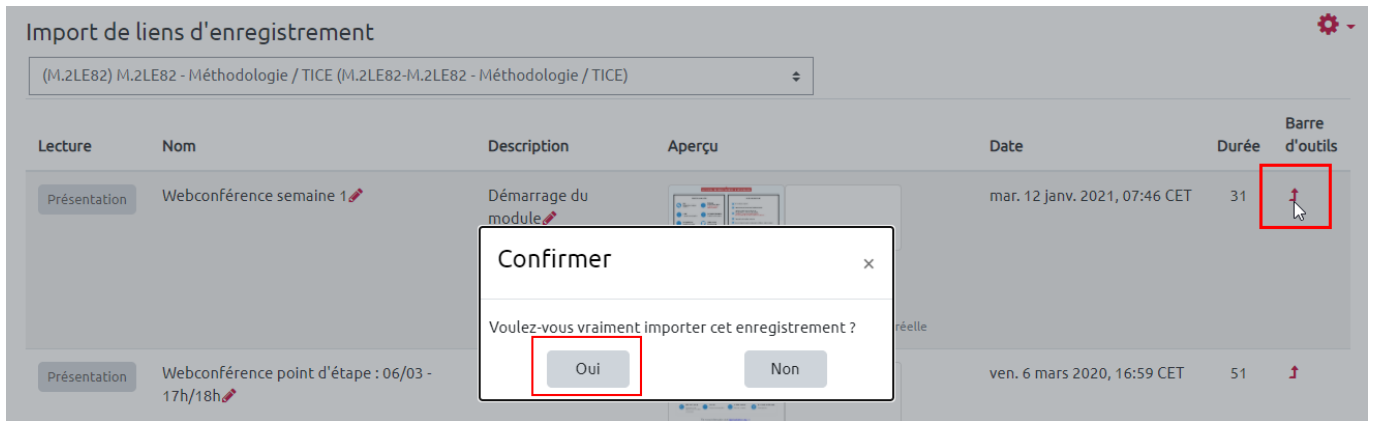 Import de liens d'enregistrement
(M.2LE82) M.2LE82 - Méthodologie / TICE (M.2LE82-M.2LE82 - Méthodologie / TICE)
Lecture Nom Description Aperçu Date Durée Barre d'outils
Présentation Webconférence semaine 1 Démarrage du module mar. 12 janv. 2021, 07:46 CET 31
Confirmer ×
Voulez-vous vraiment importer cet enregistrement ? réelle
Oui Non
Présentation Webconférence point d'étape : 06/03 - ven. 6 mars 2020, 16:59 CET 51
17h/18h